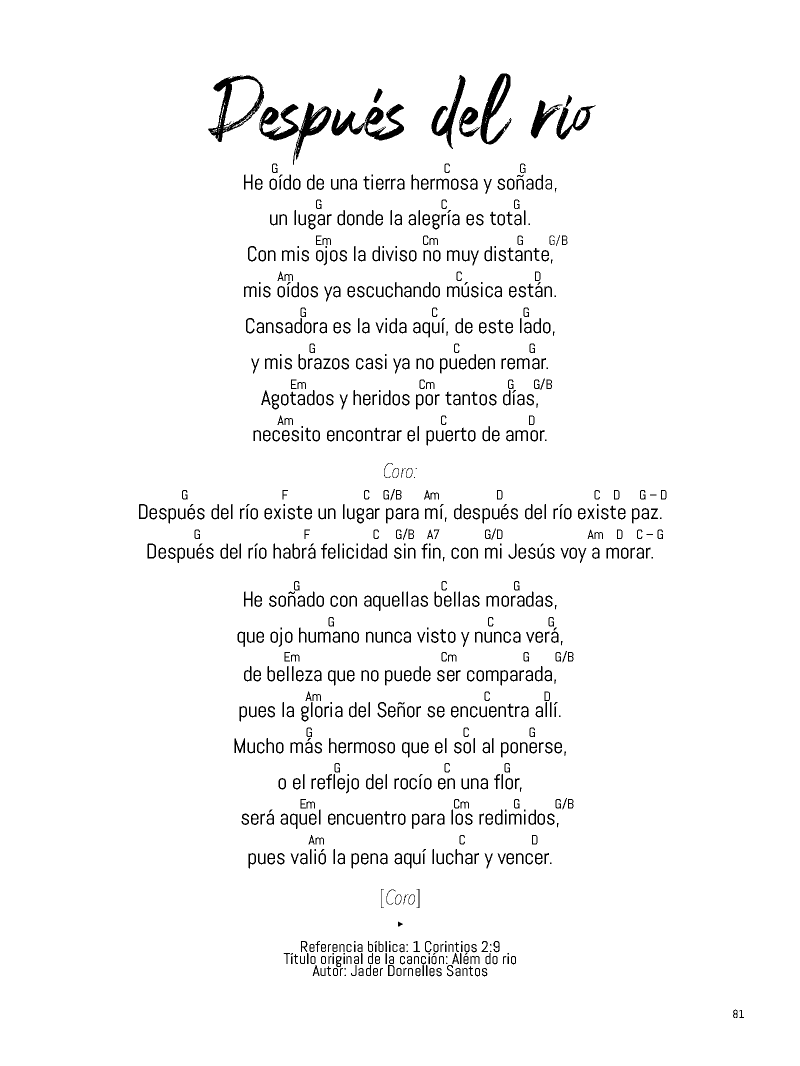 Después del río
G C G
He oído de una tierra hermosa y soñada,
G C G
un lugar donde la alegría es total.
Em Cm G G/B
Con mis ojos la diviso no muy distante,
Am C D
mis oídos ya escuchando música están.
G C G
Cansadora es la vida aquí, de este lado,
G C G
y mis brazos casi ya no pueden remar.
Em Cm G G/B
Agotados y heridos por tantos días,
Am C D
necesito encontrar el puerto de amor.
Coro:
G F C G/B Am D C D G – D
Después del río existe un lugar para mí, después del río existe paz.
G F C G/B A7 G/D Am D C – G
Después del río habrá felicidad sin fin, con mi Jesús voy a morar.
G C G
He soñado con aquellas bellas moradas,
G C G
que ojo humano nunca visto y nunca verá,
Em Cm G G/B
de belleza que no puede ser comparada,
Am C D
pues la gloria del Señor se encuentra allí.
G C G
Mucho más hermoso que el sol al ponerse,
G C G
o el reflejo del rocío en una flor,
Em Cm G G/B
será aquel encuentro para los redimidos,
Am C D
pues valió la pena aquí luchar y vencer.
[Coro]
Referencia bíblica: 1 Corintios 2:9
Título original de la canción: Além do rio
Autor: Jader Dornelles Santos
81